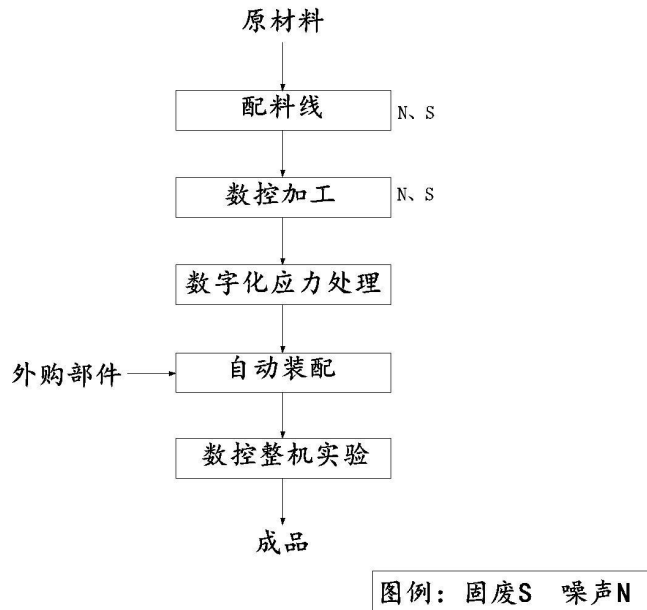 原材料
配料线
N、S
数控加工
N、S
数字化应力处理
外购部件
自动装配
数控整机实验
成品
图例：固废S 噪声N